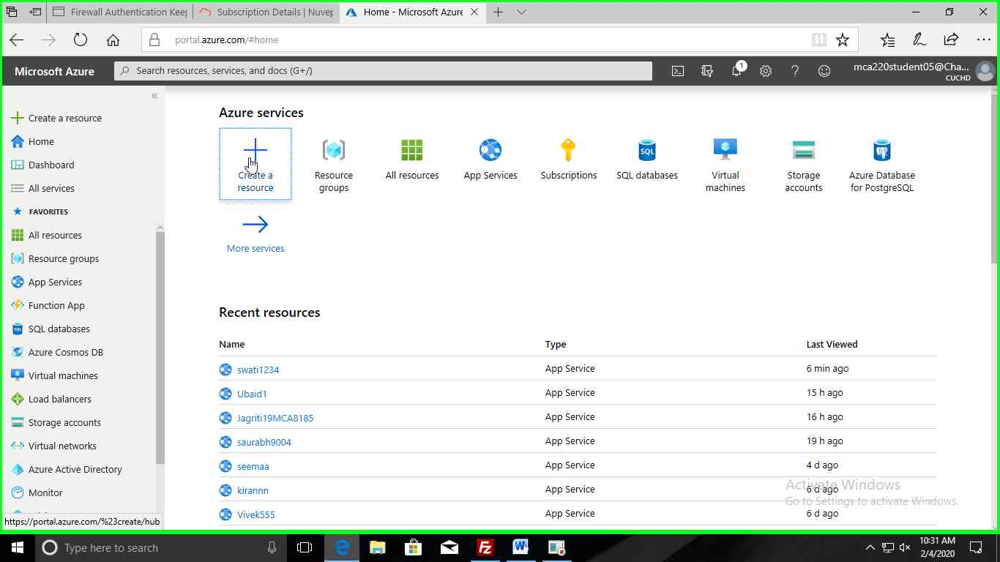 Firewall Authentication Keep
Subscription Details | Nuvep
Home - Microsoft Azure
portal.azure.com/#home
Microsoft Azure
Search resources, services, and docs (G+/)
1
mca220student05@Cha...
CUCHD
Create a resource
Home
Dashboard
All services
FAVORITES
All resources
Resource groups
App Services
Function App
SQL databases
Azure Cosmos DB
Virtual machines
Load balancers
Storage accounts
Virtual networks
Azure Active Directory
Monitor
https://portal.azure.com/%23create/hub
Azure services
Create a resource
Resource groups
All resources
App Services
Subscriptions
SQL
SQL databases
Virtual machines
Storage accounts
Azure Database for PostgreSQL
More services
Recent resources
Name Type Last Viewed
swati1234 App Service 6 min ago
Ubaid1 App Service 15 h ago
Jagriti19MCA8185 App Service 16 h ago
saurabh9004 App Service 19 h ago
seemaa App Service 4 d ago
kirannn App Service 6 d ago
Vivek555 App Service 6 d ago
Activate Windows
Go to Settings to activate Windows.
Type here to search
10:31 AM
2/4/2020